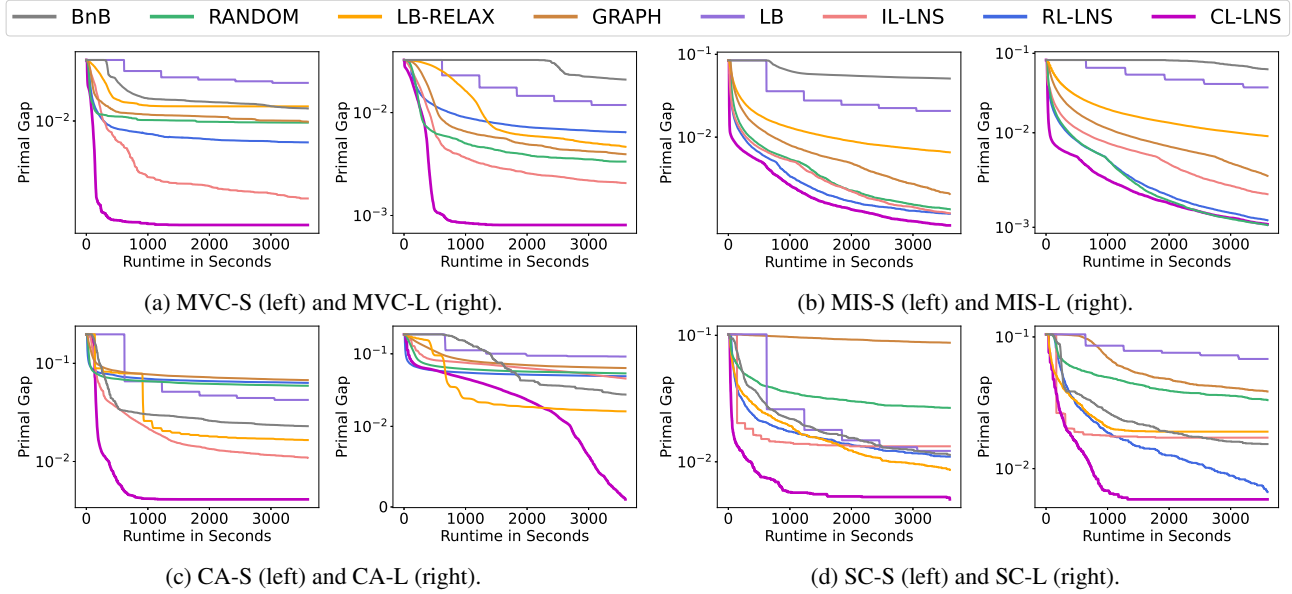 BnB RANDOM LB-RELAX GRAPH LB IL-LNS RL-LNS CL-LNS
Primal Gap
10⁻²
0 1000 2000 3000
Runtime in Seconds
Primal Gap
10⁻²
10⁻³
0 1000 2000 3000
Runtime in Seconds
(a) MVC-S (left) and MVC-L (right).
Primal Gap
10⁻¹
10⁻²
0 1000 2000 3000
Runtime in Seconds
Primal Gap
10⁻¹
10⁻²
10⁻³
0 1000 2000 3000
Runtime in Seconds
(b) MIS-S (left) and MIS-L (right).
Primal Gap
10⁻¹
10⁻²
0 1000 2000 3000
Runtime in Seconds
Primal Gap
10⁻¹
10⁻²
0
0 1000 2000 3000
Runtime in Seconds
(c) CA-S (left) and CA-L (right).
Primal Gap
10⁻¹
10⁻²
0 1000 2000 3000
Runtime in Seconds
Primal Gap
10⁻¹
10⁻²
0 1000 2000 3000
Runtime in Seconds
(d) SC-S (left) and SC-L (right).